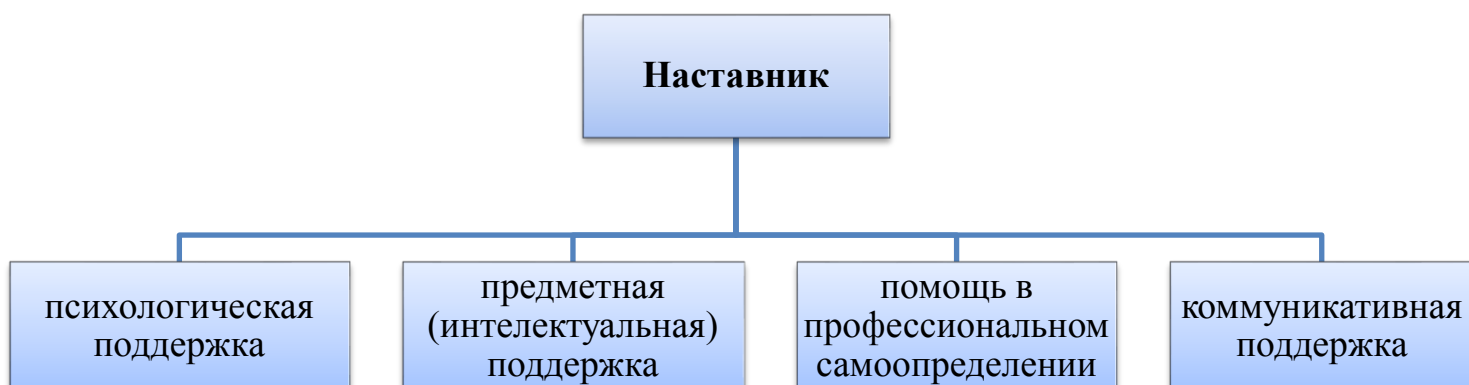 Наставник
психологическая
поддержка
предметная
(интелектуальная)
поддержка
помощь в
профессиональном
самоопределении
коммуникативная
поддержка